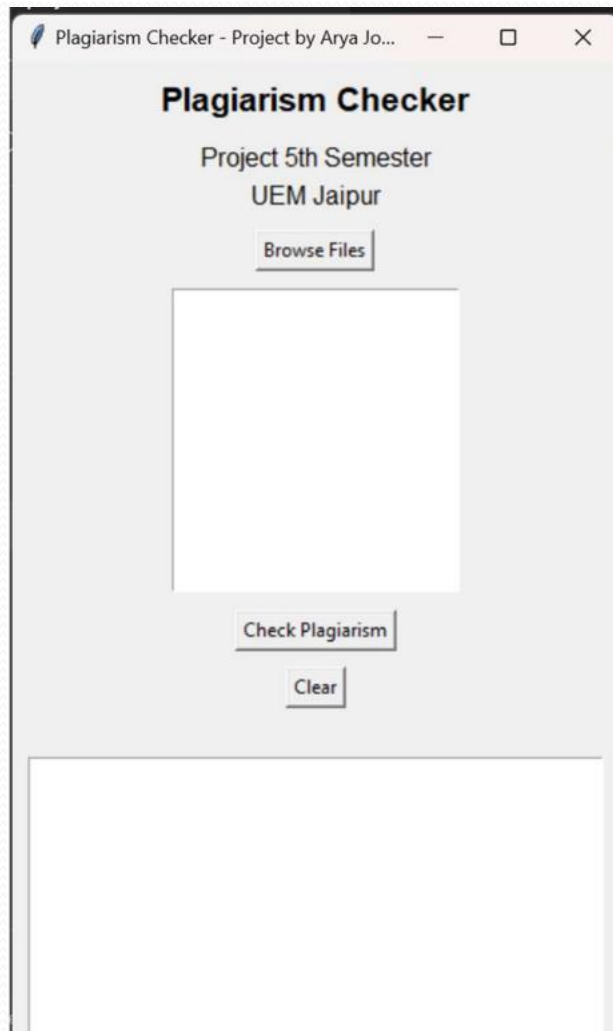 Plagiarism Checker - Project by Arya Jo...
Plagiarism Checker
Project 5th Semester
UEM Jaipur
Browse Files
Check Plagiarism
Clear